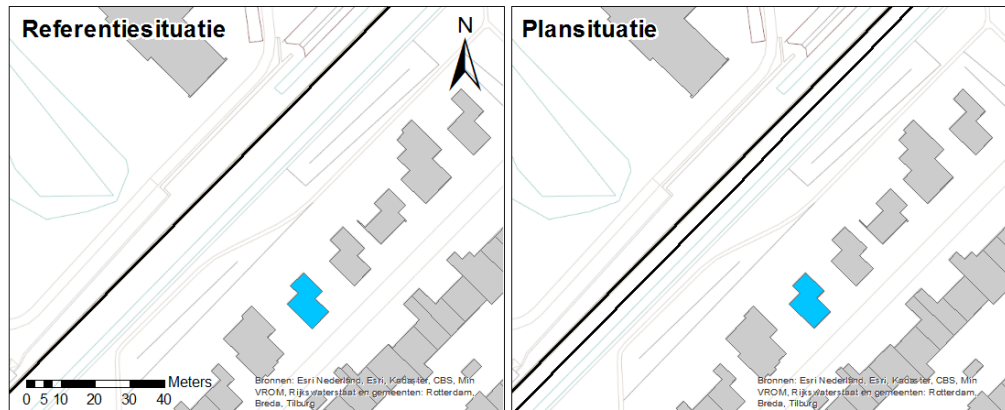 Referentiesituatie
N
0 5 10 20 30 40 Meters
Bronnen: Esri Nederland, Esri, Kadaster, CBS, Min
VROM, Rijkswaterstaat en gemeenten: Rotterdam,
Breda, Tilburg
Plansituatie
Bronnen: Esri Nederland, Esri, Kadaster, CBS, Min
VROM, Rijkswaterstaat en gemeenten: Rotterdam,
Breda, Tilburg